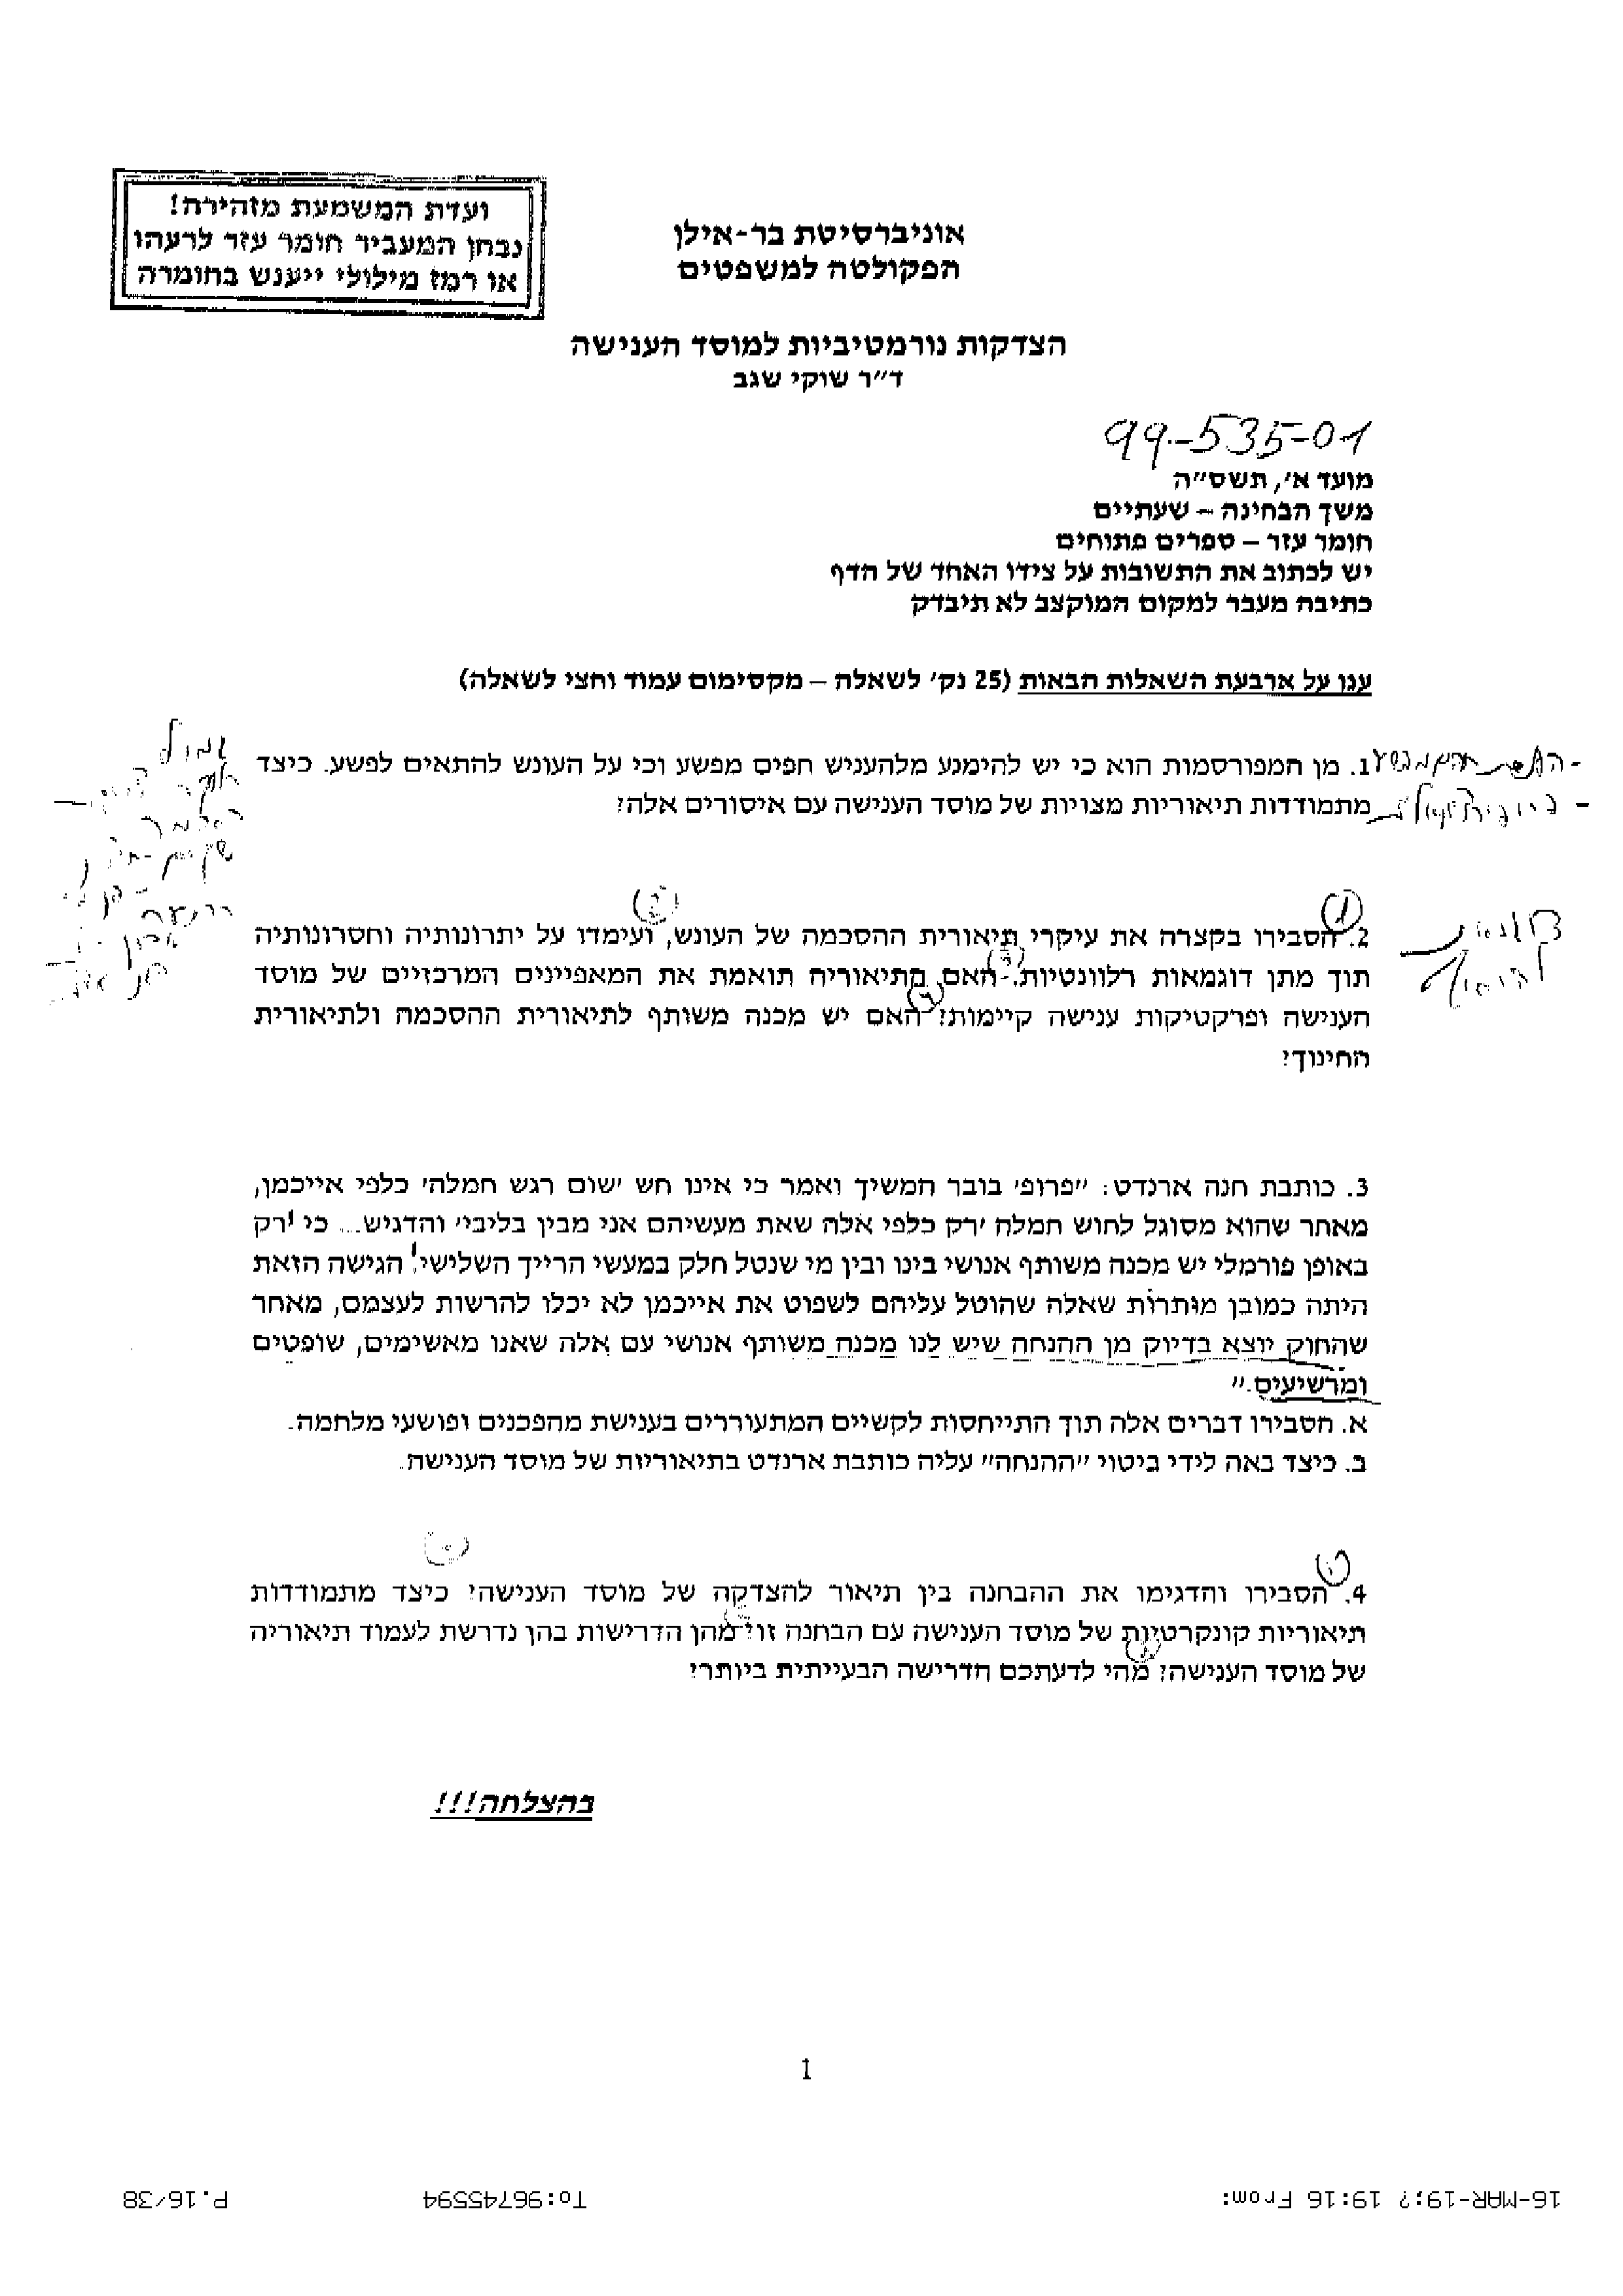 ועדת המשמעת מזהירה!
נבחן המעביר חומר עזר לרעהו
או רמז מילולי ייענש בחומרה
אוניברסיטת בר-אילן
הפקולטה למשפטים
הצדקות נורמטיביות למוסד הענישה
ד״ר שוקי שגב
99-535-01
מועד א׳, תשס״ה
משך הבחינה – שעתיים
חומר עזר – ספרים פתוחים
יש לכתוב את התשובות על צידו האחד של הדף
כתיבה מעבר למקום המוקצב לא תיבדק
ענו על ארבעת השאלות הבאות (25 נק׳ לשאלה – מקסימום עמוד וחצי לשאלה)
1. מן המפורסמות הוא כי יש להימנע מלהעניש חפים מפשע וכי על העונש להתאים לפשע. כיצד
מתמודדות תיאוריות מצויות של מוסד הענישה עם איסורים אלה?
2. הסבירו בקצרה את עיקרי תיאורית ההסכמה של העונש, ועימדו על יתרונותיה וחסרונותיה
תוך מתן דוגמאות רלוונטיות. האם התיאוריה תואמת את המאפיינים המרכזיים של מוסד
הענישה ופרקטיקות ענישה קיימות? האם יש מכנה משותף לתיאורית ההסכמה ולתיאורית
החינוך?
3. כותבת חנה ארנדט: ״פרופ׳ בובר המשיך ואמר כי אינו חש ׳שום רגש חמלה׳ כלפי אייכמן,
מאחר שהוא מסוגל לחוש חמלה ׳רק כלפי אלה שאת מעשיהם אני מבין בליבי׳ והדגיש... כי ׳רק
באופן פורמלי יש מכנה משותף אנושי בינו ובין מי שנטל חלק במעשי הרייך השלישי׳. הגישה הזאת
היתה כמובן מותרות שאלה שהוטל עליהם לשפוט את אייכמן לא יכלו להרשות לעצמם, מאחר
שהחוק יוצא בדיוק מן ההנחה שיש לנו מכנה משותף אנושי עם אלה שאנו מאשימים, שופטים
ומרשיעים.״
א. הסבירו דברים אלה תוך התייחסות לקשיים המתעוררים בענישת מהפכנים ופושעי מלחמה.
ב. כיצד באה לידי ביטוי ״ההנחה״ עליה כותבת ארנדט בתיאוריות של מוסד הענישה.
4. הסבירו והדגימו את ההבחנה בין תיאור להצדקה של מוסד הענישה? כיצד מתמודדות
תיאוריות קונקרטיות של מוסד הענישה עם הבחנה זו? מהן הדרישות בהן נדרשת לעמוד תיאוריה
של מוסד הענישה? מהי לדעתכם הדרישה הבעייתית ביותר?
בהצלחה!!!
1
16-MAR-19;? 19:16 From: To:96745594 P.16/38